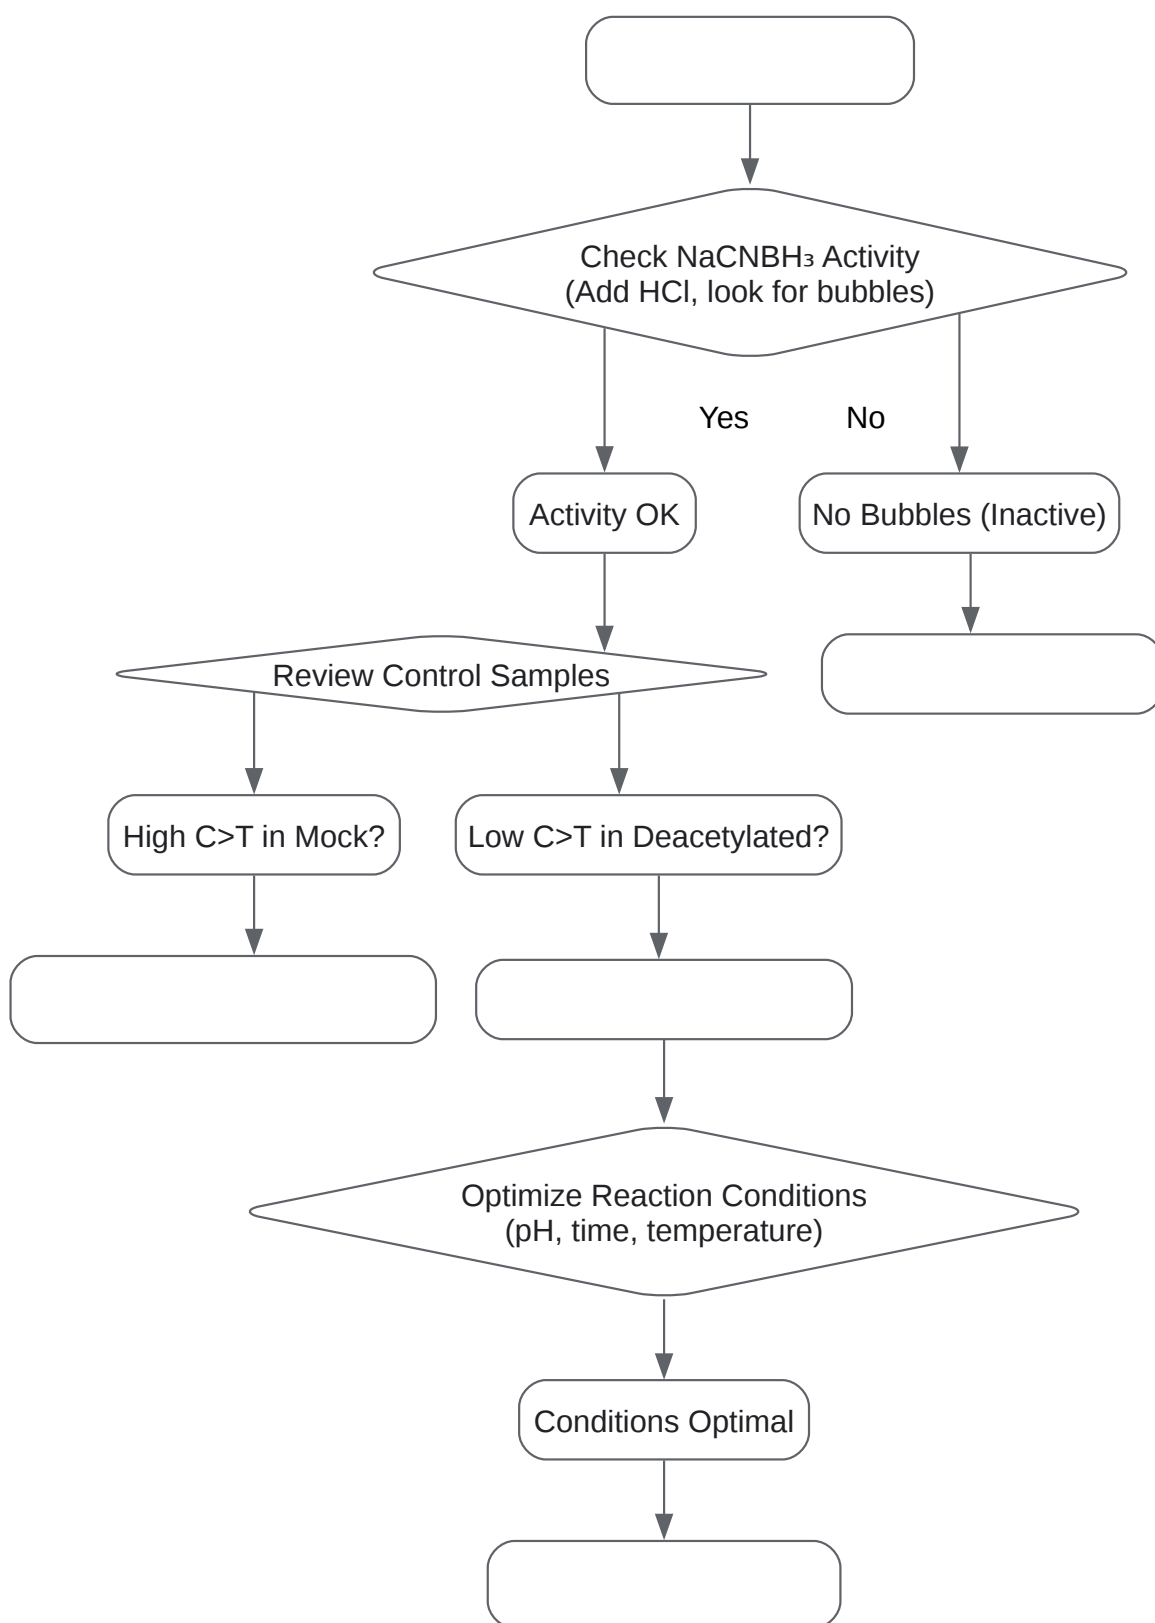 Check NaCNBH₃ Activity
(Add HCl, look for bubbles)
Yes
No
Activity OK
No Bubbles (Inactive)
Review Control Samples
High C>T in Mock?
Low C>T in Deacetylated?
Optimize Reaction Conditions
(pH, time, temperature)
Conditions Optimal